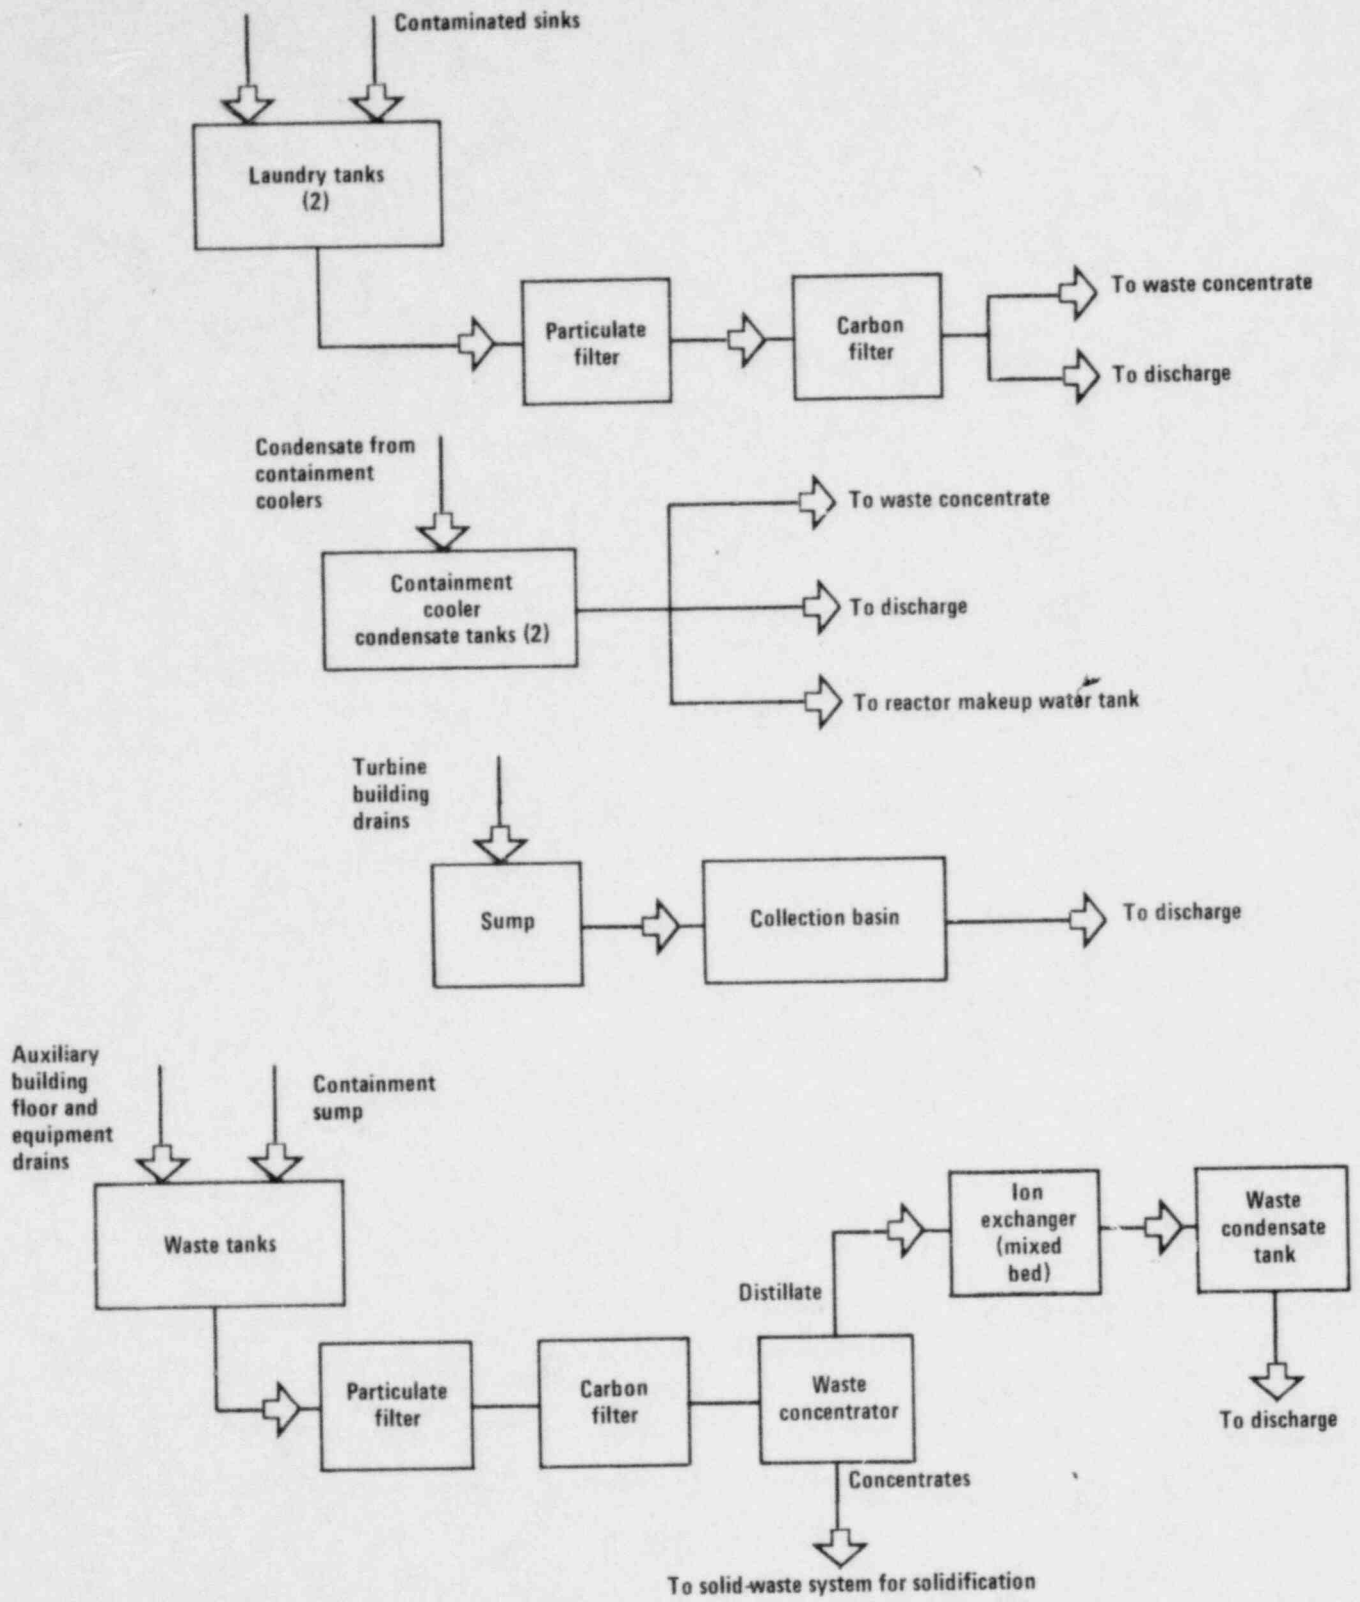 Contaminated sinks
Laundry tanks
(2)
Particulate
filter
Carbon
filter
To waste concentrate
To discharge
Condensate from
containment
coolers
Containment
cooler
condensate tanks (2)
To waste concentrate
To discharge
To reactor makeup water tank
Turbine
building
drains
Sump
Collection basin
To discharge
Auxiliary
building
floor and
equipment
drains
Containment
sump
Waste tanks
Particulate
filter
Carbon
filter
Waste
concentrator
Distillate
Ion
exchanger
(mixed
bed)
Waste
condensate
tank
To discharge
Concentrates
To solid-waste system for solidification